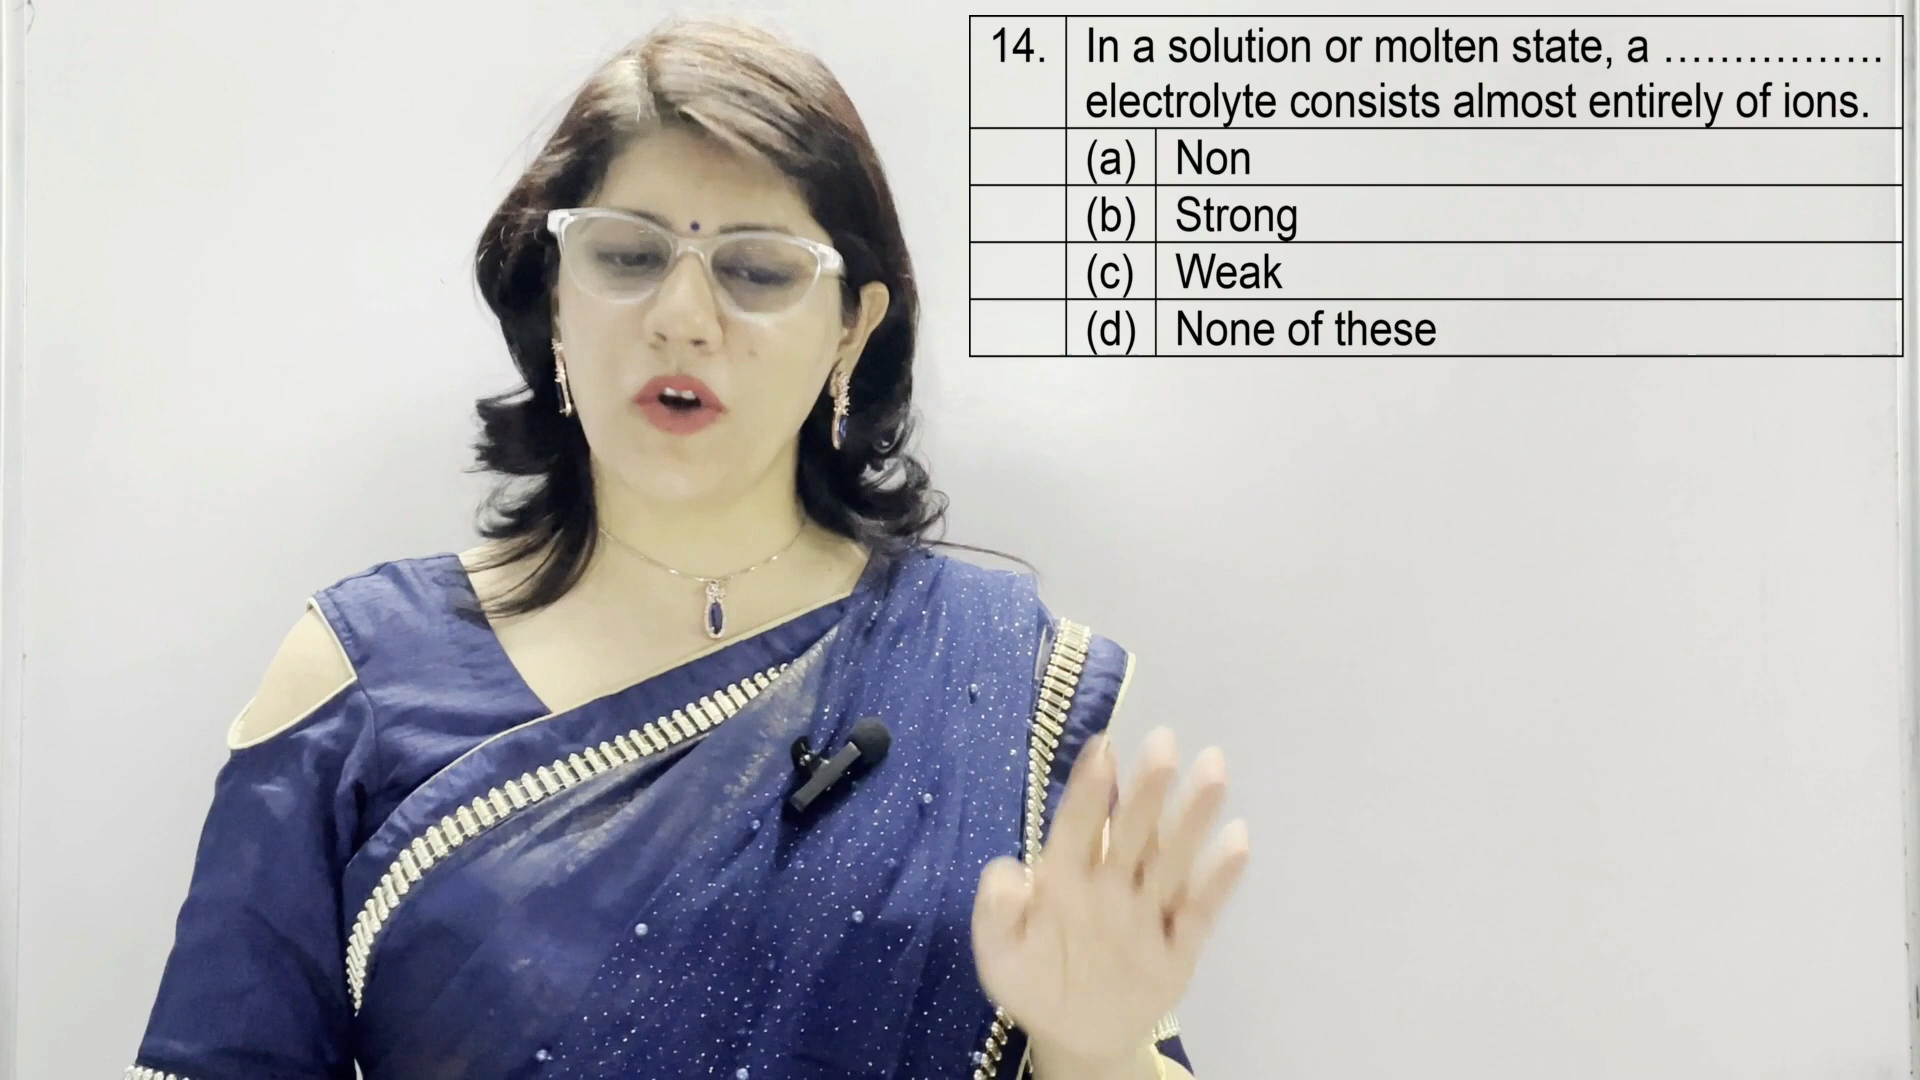 14. In a solution or molten state, a ................
electrolyte consists almost entirely of ions.
(a) Non
(b) Strong
(c) Weak
(d) None of these